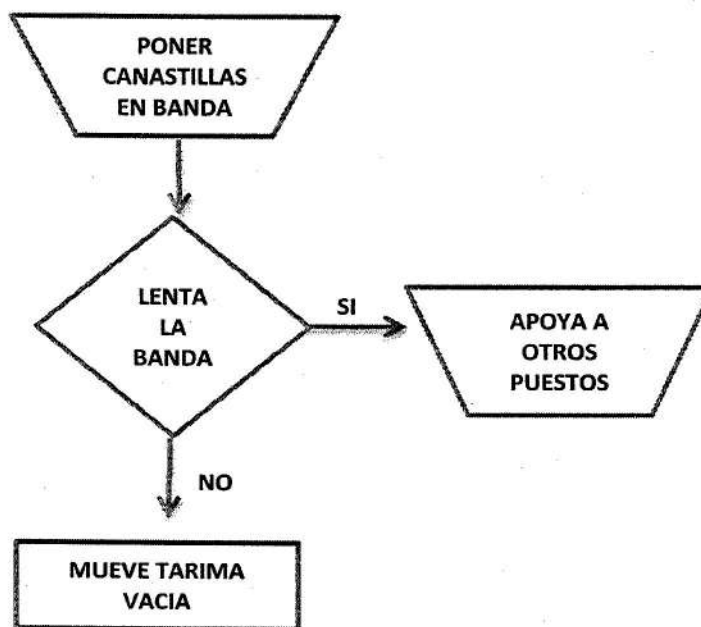 PONER
CANASTILLAS
EN BANDA
LENTA
LA
BANDA
SI
APOYA A
OTROS
PUESTOS
NO
MUEVE TARIMA
VACIA